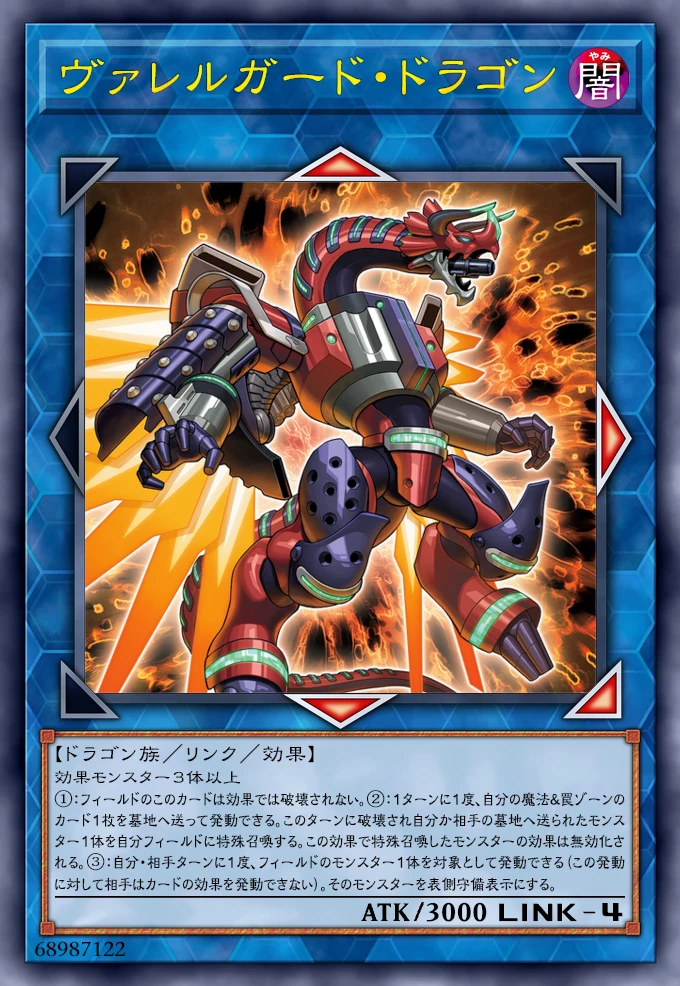 ヴァレルガード・ドラゴン
やみ
闇
【ドラゴン族／リンク／効果】
効果モンスター3体以上
①：フィールドのこのカードは効果では破壊されない。②：1ターンに1度、自分の魔法&罠ゾーンの
カード1枚を墓地へ送って発動できる。このターンに破壊され自分か相手の墓地へ送られたモンス
ター1体を自分フィールドに特殊召喚する。この効果で特殊召喚したモンスターの効果は無効化さ
れる。③：自分・相手ターンに1度、フィールドのモンスター1体を対象として発動できる（この発動
に対して相手はカードの効果を発動できない）。そのモンスターを表側守備表示にする。
ATK/3000 LINK-4
68987122